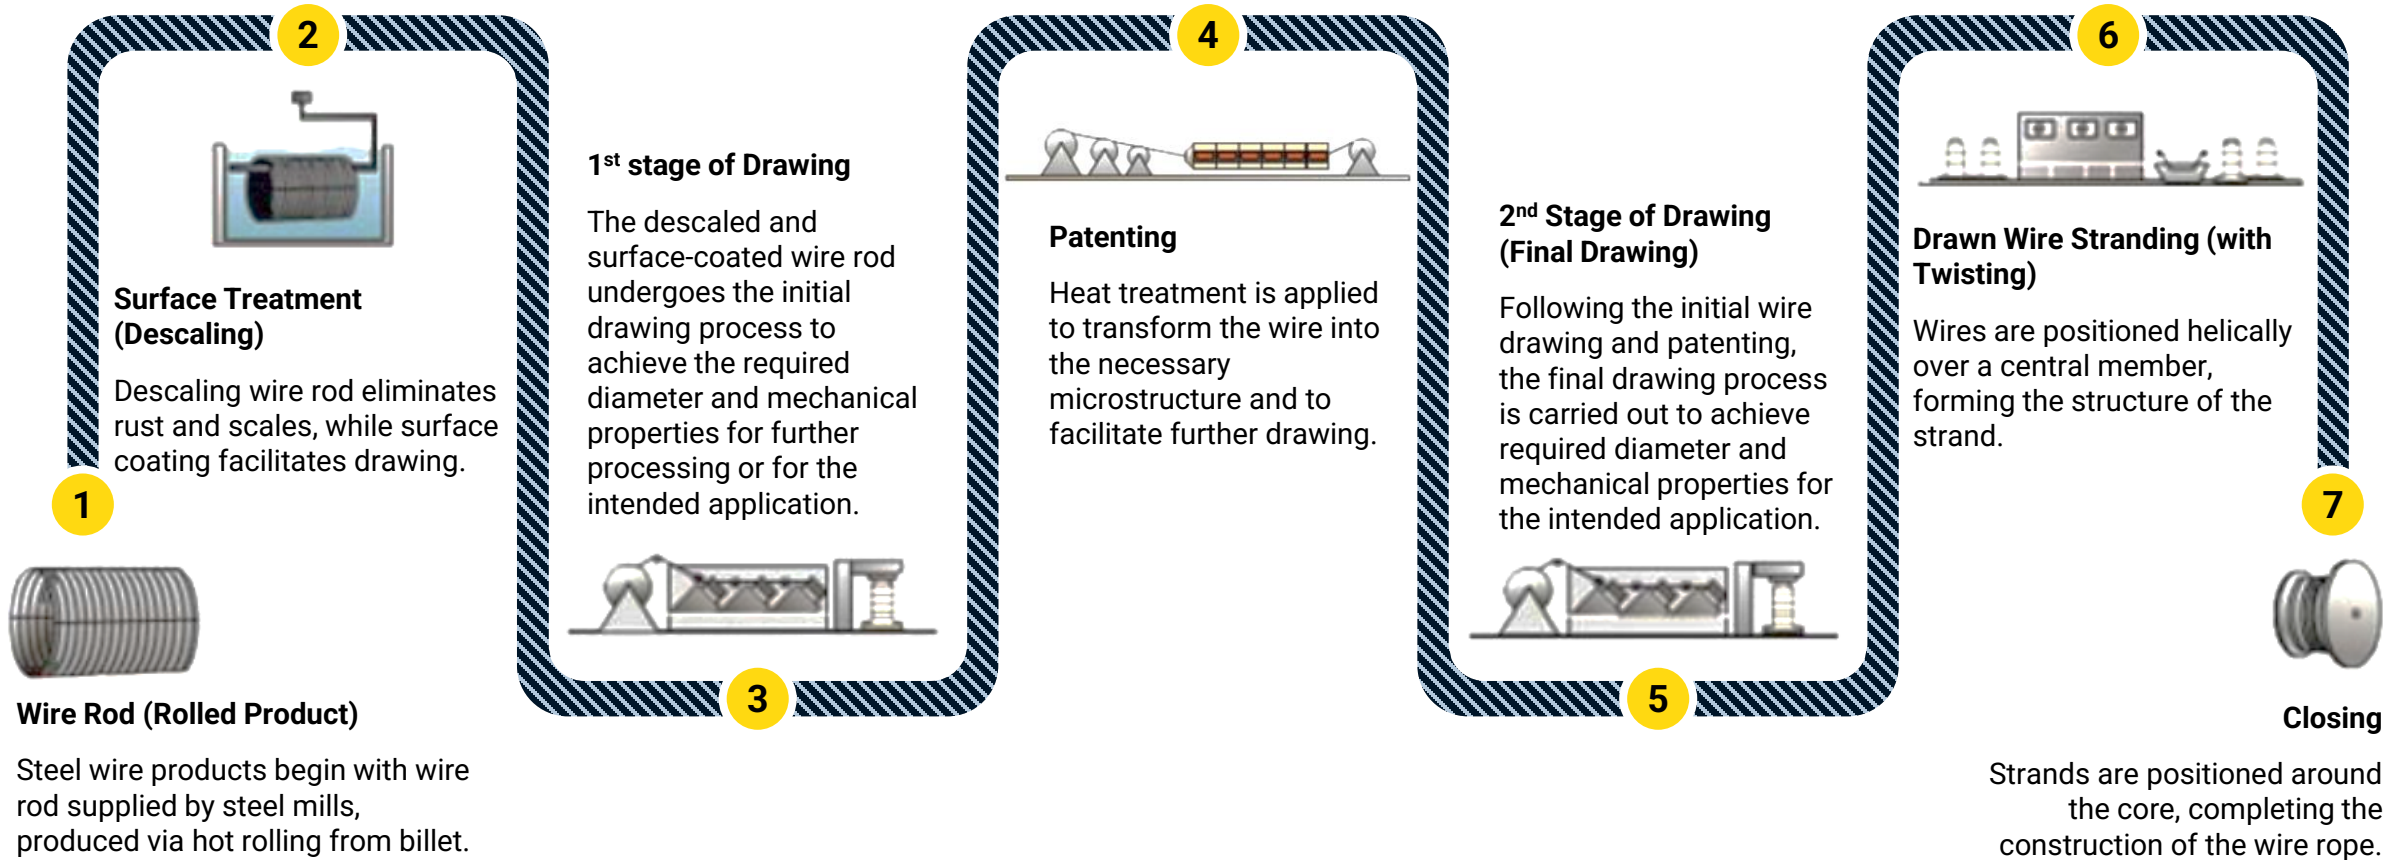 1
Wire Rod (Rolled Product)
Steel wire products begin with wire
rod supplied by steel mills,
produced via hot rolling from billet.
2
Surface Treatment
(Descaling)
Descaling wire rod eliminates
rust and scales, while surface
coating facilitates drawing.
1st stage of Drawing
The descaled and
surface-coated wire rod
undergoes the initial
drawing process to
achieve the required
diameter and mechanical
properties for further
processing or for the
intended application.
3
4
Patenting
Heat treatment is applied
to transform the wire into
the necessary
microstructure and to
facilitate further drawing.
2nd Stage of Drawing
(Final Drawing)
Following the initial wire
drawing and patenting,
the final drawing process
is carried out to achieve
required diameter and
mechanical properties for
the intended application.
5
6
Drawn Wire Stranding (with
Twisting)
Wires are positioned helically
over a central member,
forming the structure of the
strand.
7
Closing
Strands are positioned around
the core, completing the
construction of the wire rope.